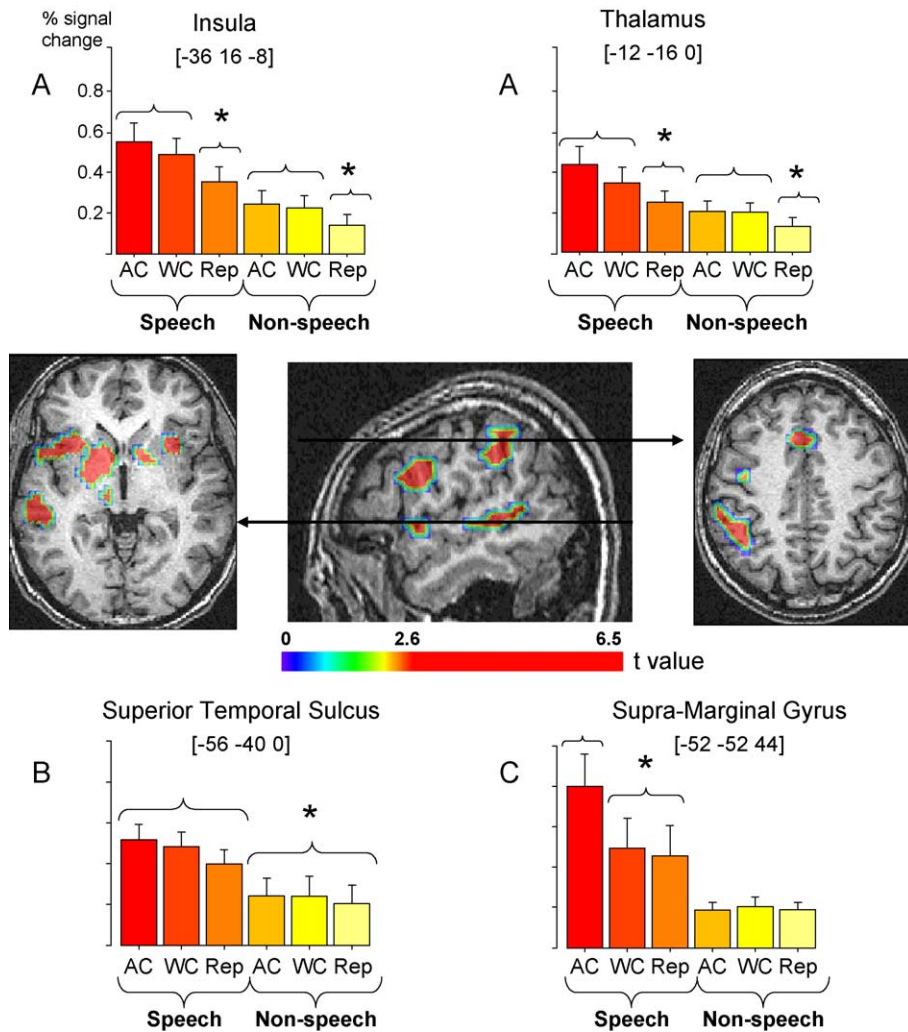 % signal
change
Insula
[-36 16 -8]
A
0.8
0.6
0.4
0.2
*
*
AC WC Rep AC WC Rep
Speech Non-speech
Thalamus
[-12 -16 0]
A
*
*
AC WC Rep AC WC Rep
Speech Non-speech
0 2.6 6.5
t value
Superior Temporal Sulcus
[-56 -40 0]
B
*
AC WC Rep AC WC Rep
Speech Non-speech
Supra-Marginal Gyrus
[-52 -52 44]
C
*
AC WC Rep AC WC Rep
Speech Non-speech